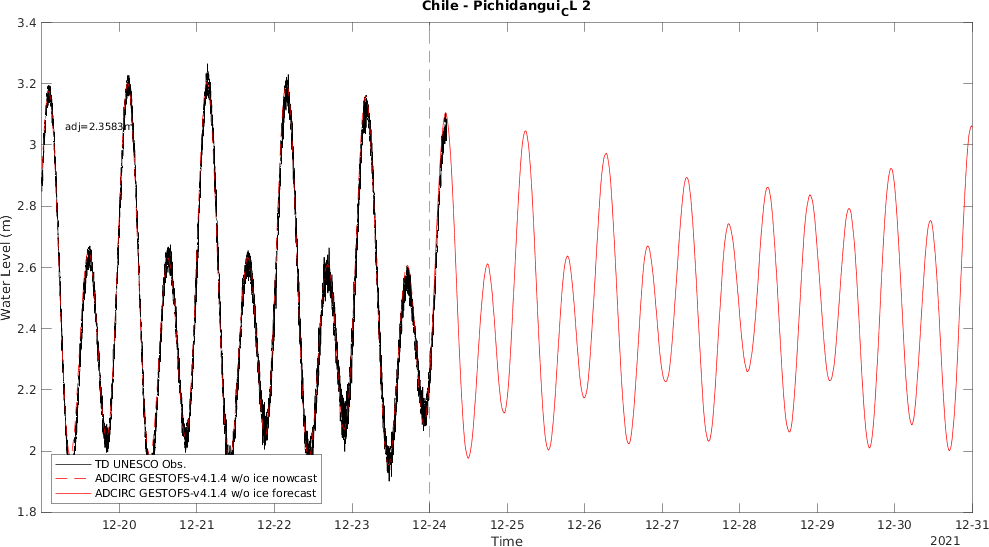 Chile - PichidanguiCL 2
3.4
3.2
3
2.8
2.6
2.4
2.2
2
1.8
Water Level (m)
adj=2.3583m
TD UNESCO Obs.
ADCIRC GESTOFS-v4.1.4 w/o ice nowcast
ADCIRC GESTOFS-v4.1.4 w/o ice forecast
12-20 12-21 12-22 12-23 12-24 12-25 12-26 12-27 12-28 12-29 12-30 12-31
Time
2021